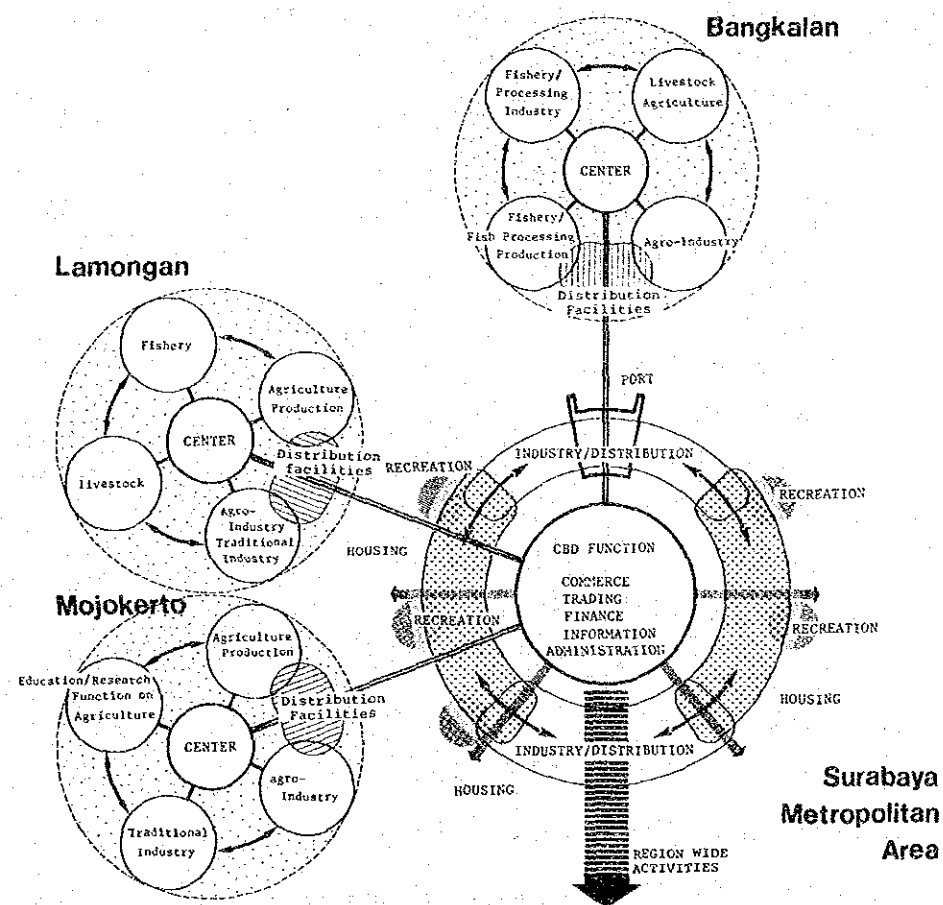 Bangkalan
Fishery/
Processing
Industry
Livestock
Agriculture
CENTER
Fishery/
Fish Processing
Production
Agro-Industry
Distribution
Facilities
Lamongan
Fishery
Agriculture
Production
CENTER
Distribution
facilities
livestock
Agro-
Industry
Traditional
Industry
PORT
INDUSTRY/DISTRIBUTION
RECREATION
RECREATION
HOUSING
CBD FUNCTION
COMMERCE
TRADING
FINANCE
INFORMATION
ADMINISTRATION
RECREATION
RECREATION
HOUSING
INDUSTRY/DISTRIBUTION
HOUSING
REGION WIDE
ACTIVITIES
Mojokerto
Agriculture
Production
Education/Research
Function on
Agriculture
Distribution
Facilities
CENTER
agro-
Industry
Traditional
Industry
Surabaya
Metropolitan
Area